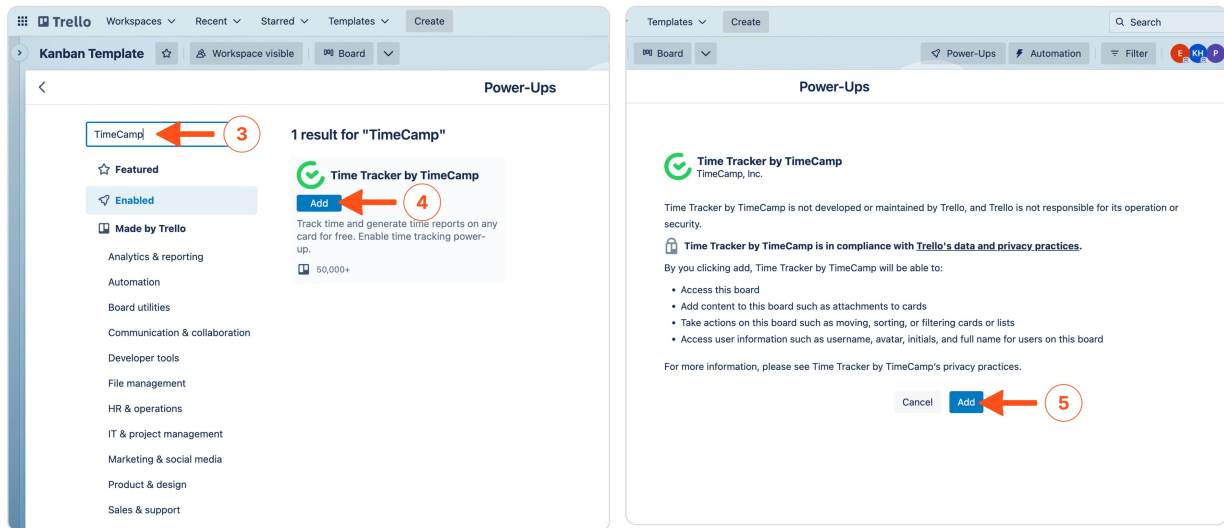 Trello Workspaces Recent Starred Templates Create
Kanban Template Workspace visible Board
Power-Ups
TimeCamp 3
1 result for "TimeCamp"
Featured
Enabled
Made by Trello
Analytics & reporting
Automation
Board utilities
Communication & collaboration
Developer tools
File management
HR & operations
IT & project management
Marketing & social media
Product & design
Sales & support
Time Tracker by TimeCamp
Add 4
Track time and generate time reports on any
card for free. Enable time tracking power-
up.
50,000+
Templates Create Search
Board Power-Ups Automation Filter E KH P
Power-Ups
Time Tracker by TimeCamp
TimeCamp, Inc.
Time Tracker by TimeCamp is not developed or maintained by Trello, and Trello is not responsible for its operation or
security.
Time Tracker by TimeCamp is in compliance with Trello's data and privacy practices.
By you clicking add, Time Tracker by TimeCamp will be able to:
• Access this board
• Add content to this board such as attachments to cards
• Take actions on this board such as moving, sorting, or filtering cards or lists
• Access user information such as username, avatar, initials, and full name for users on this board
For more information, please see Time Tracker by TimeCamp's privacy practices.
Cancel Add 5